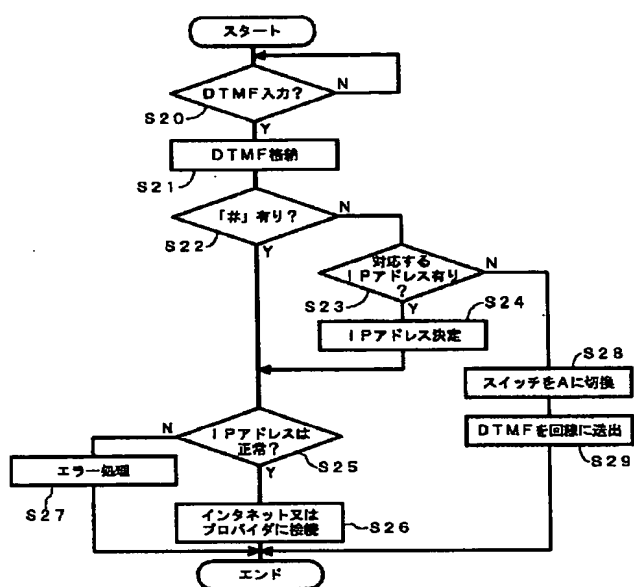 スタート
DTMF入力?
N
S20
Y
DTMF格納
S21
「#」有り?
N
S22
Y
対応する
IPアドレス有り
?
N
S23
Y
S24
IPアドレス決定
S28
スイッチをAに切換
N
IPアドレスは
正常?
DTMFを回線に送出
S25
S29
エラー処理
Y
S27
インタネット又は
プロバイダに接続
S26
エンド